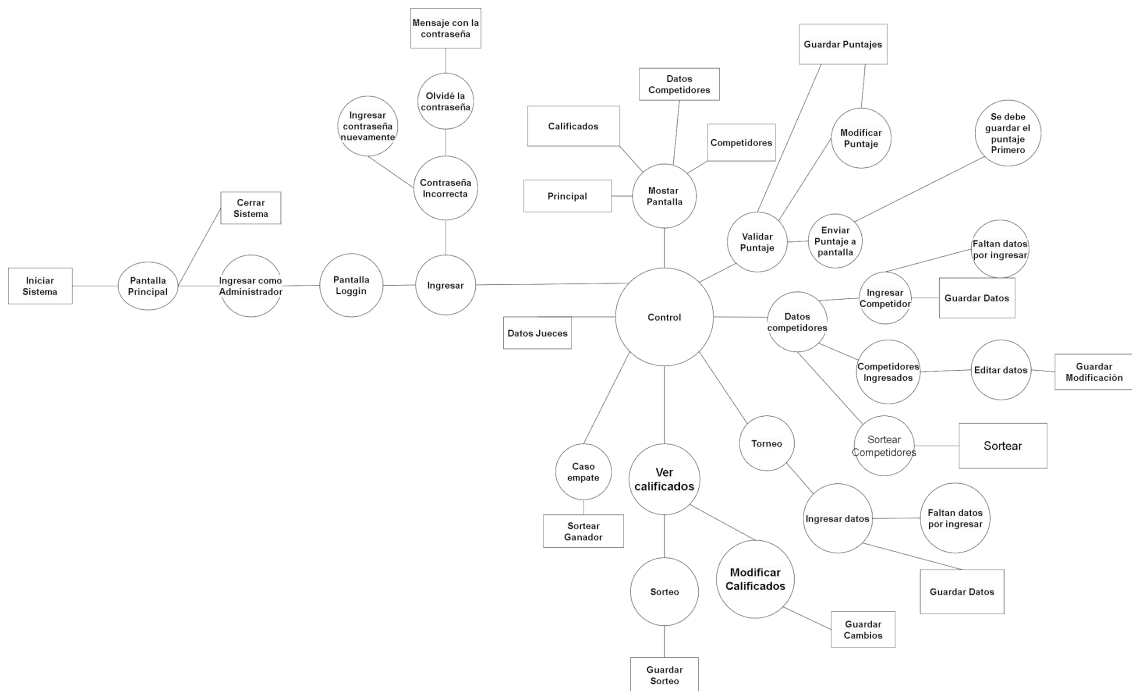 Mensaje con la
contraseña
Guardar Puntajes
Datos
Competidores
Olvidé la
contraseña
Ingresar
contraseña
nuevamente
Calificados
Competidores
Modificar
Puntaje
Se debe
guardar el
puntaje
Primero
Contraseña
Incorrecta
Principal
Mostar
Pantalla
Cerrar
Sistema
Validar
Puntaje
Enviar
Puntaje a
pantalla
Faltan datos
por ingresar
Iniciar
Sistema
Pantalla
Principal
Ingresar como
Administrador
Pantalla
Loggin
Ingresar
Control
Datos Jueces
Datos
competidores
Ingresar
Competidor
Guardar Datos
Competidores
Ingresados
Editar datos
Guardar
Modificación
Sortear
Competidores
Sortear
Torneo
Caso
empate
Ver
calificados
Sortear
Ganador
Ingresar datos
Faltan datos
por ingresar
Modificar
Calificados
Guardar Datos
Sorteo
Guardar
Cambios
Guardar
Sorteo